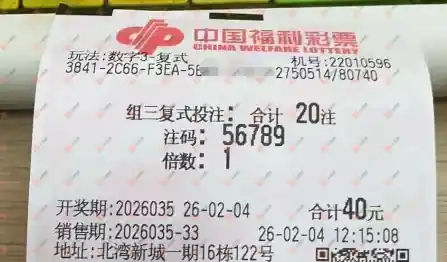 中国福利彩票
CHINA WELFARE LOTTERY
玩法:数字3-复式 机号:22010596
3841-2C66-F3EA-5E 2750514/80740
组三复式投注: 合计 20注
注码: 56789
倍数: 1
开奖期:2026035 26-02-04 合计40元
销售期:2026035-33 26-02-04 12:15:08
地址:北湾新城一期16栋122号